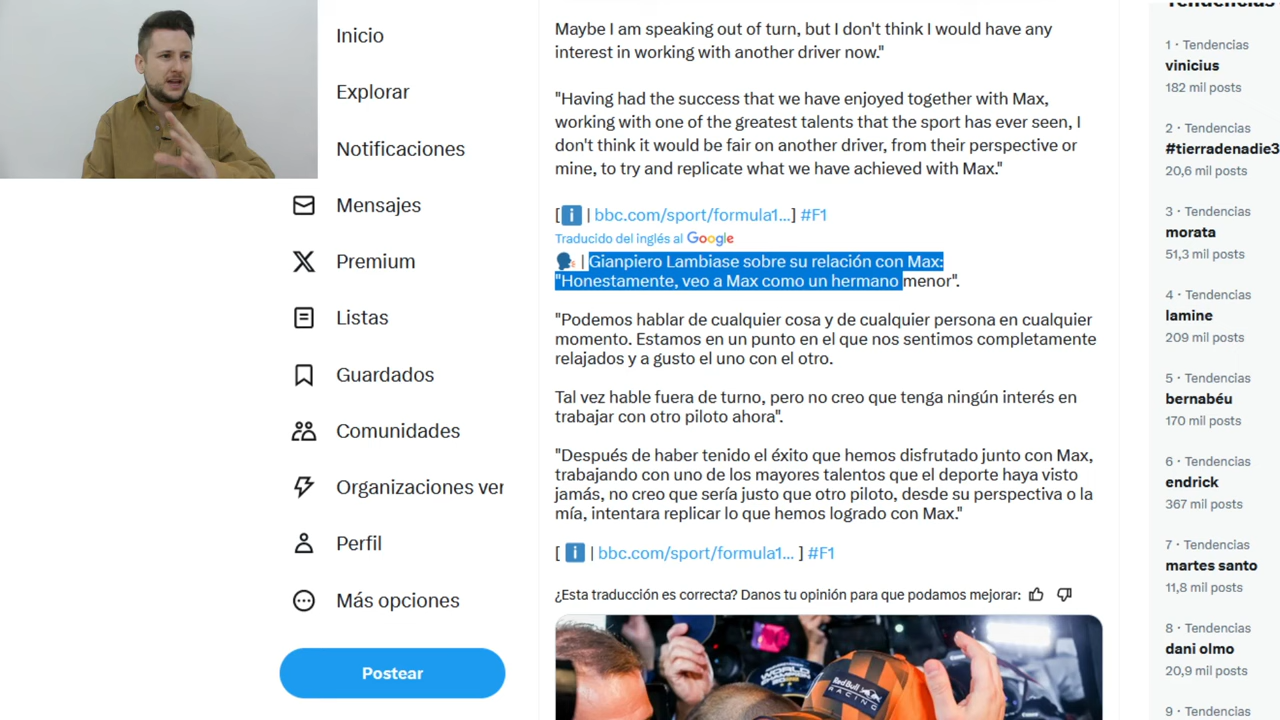 Inicio
Explorar
Notificaciones
Mensajes
Premium
Listas
Guardados
Comunidades
Organizaciones ver
Perfil
Más opciones
Postear
Maybe I am speaking out of turn, but I don't think I would have any
interest in working with another driver now."
"Having had the success that we have enjoyed together with Max,
working with one of the greatest talents that the sport has ever seen, I
don't think it would be fair on another driver, from their perspective or
mine, to try and replicate what we have achieved with Max."
[ℹ️ | bbc.com/sport/formula1...] #F1
Traducido del inglés al Google
🗣️ | Gianpiero Lambiase sobre su relación con Max:
"Honestamente, veo a Max como un hermano menor".
"Podemos hablar de cualquier cosa y de cualquier persona en cualquier
momento. Estamos en un punto en el que nos sentimos completamente
relajados y a gusto el uno con el otro.
Tal vez hable fuera de turno, pero no creo que tenga ningún interés en
trabajar con otro piloto ahora".
"Después de haber tenido el éxito que hemos disfrutado junto con Max,
trabajando con uno de los mayores talentos que el deporte haya visto
jamás, no creo que sería justo que otro piloto, desde su perspectiva o la
mía, intentara replicar lo que hemos logrado con Max."
[ ℹ️ | bbc.com/sport/formula1... ] #F1
¿Esta traducción es correcta? Danos tu opinión para que podamos mejorar:
WORLD
CHAMPION
Red Bull
RACING
Tendencias
1 · Tendencias
vinicius
182 mil posts
2 · Tendencias
#tierradenadie3
20,6 mil posts
3 · Tendencias
morata
51,3 mil posts
4 · Tendencias
lamine
209 mil posts
5 · Tendencias
bernabéu
170 mil posts
6 · Tendencias
endrick
367 mil posts
7 · Tendencias
martes santo
11,8 mil posts
8 · Tendencias
dani olmo
20,9 mil posts
9 · Tendencias